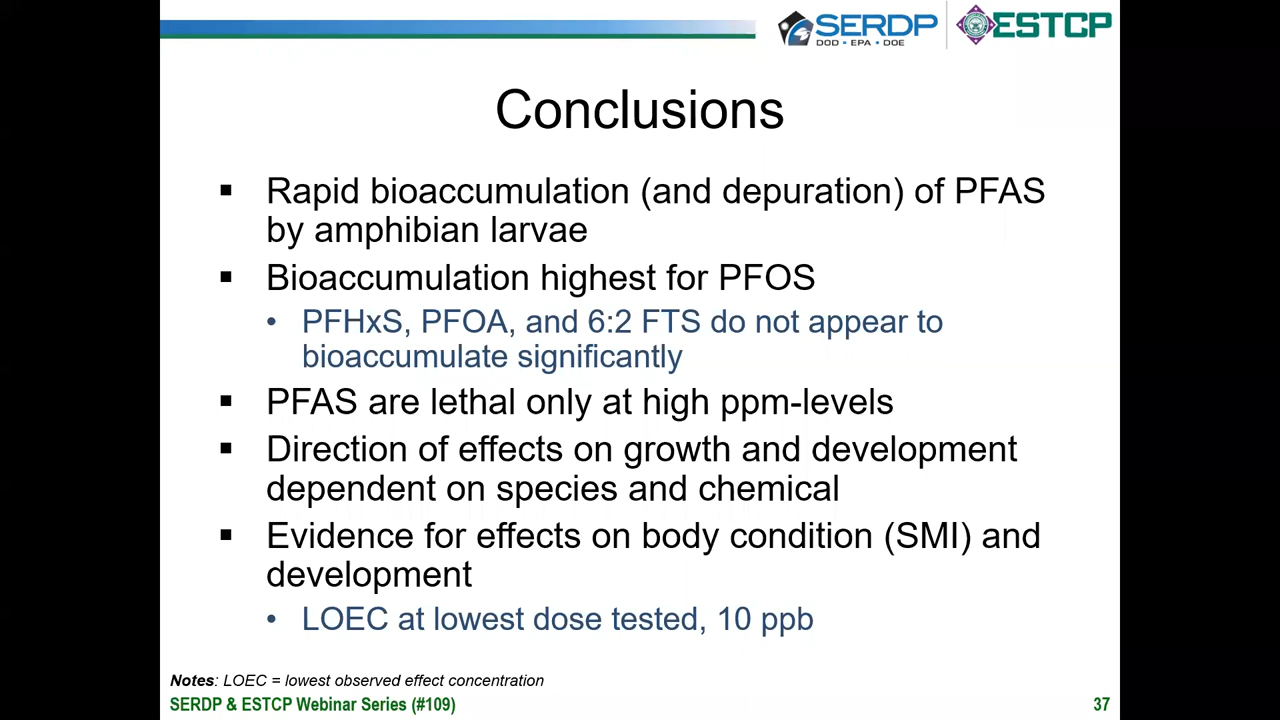 SERDP
DOD • EPA • DOE
ESTCP
Conclusions
▪ Rapid bioaccumulation (and depuration) of PFAS
by amphibian larvae
▪ Bioaccumulation highest for PFOS
• PFHxS, PFOA, and 6:2 FTS do not appear to
bioaccumulate significantly
▪ PFAS are lethal only at high ppm-levels
▪ Direction of effects on growth and development
dependent on species and chemical
▪ Evidence for effects on body condition (SMI) and
development
• LOEC at lowest dose tested, 10 ppb
Notes: LOEC = lowest observed effect concentration
SERDP & ESTCP Webinar Series (#109)
37